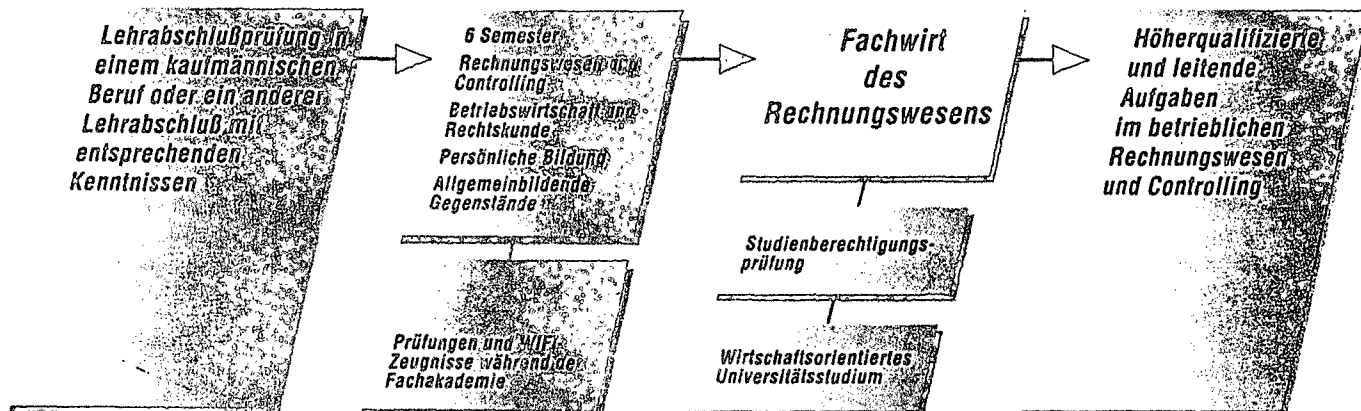 Lehrabschlußprüfung in
einem kaufmännischen
Beruf oder ein anderer
Lehrabschluß mit
entsprechenden
Kenntnissen
6 Semester
Rechnungswesen und
Controlling
Betriebswirtschaft und
Rechtskunde
Persönliche Bildung
Allgemeinbildende
Gegenstände
Prüfungen und WIFI-
Zeugnisse während der
Fachakademie
Fachwirt
des
Rechnungswesens
Studienberechtigungs-
prüfung
Wirtschaftsorientiertes
Universitätsstudium
Höherqualifizierte
und leitende
Aufgaben
im betrieblichen
Rechnungswesen
und Controlling